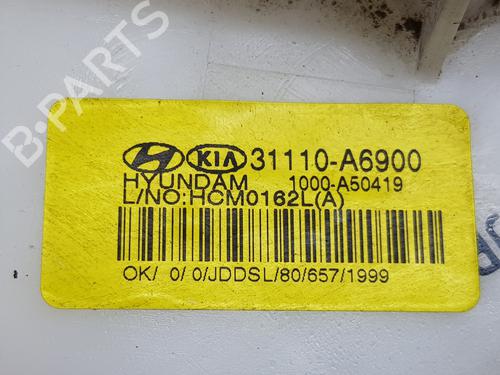 B-PARTS
KIA 31110-A6900
HYUNDAM 1000-A50419
L/NO:HCM0162L(A)
OK/ 0/ 0/JDDSL/80/657/1999